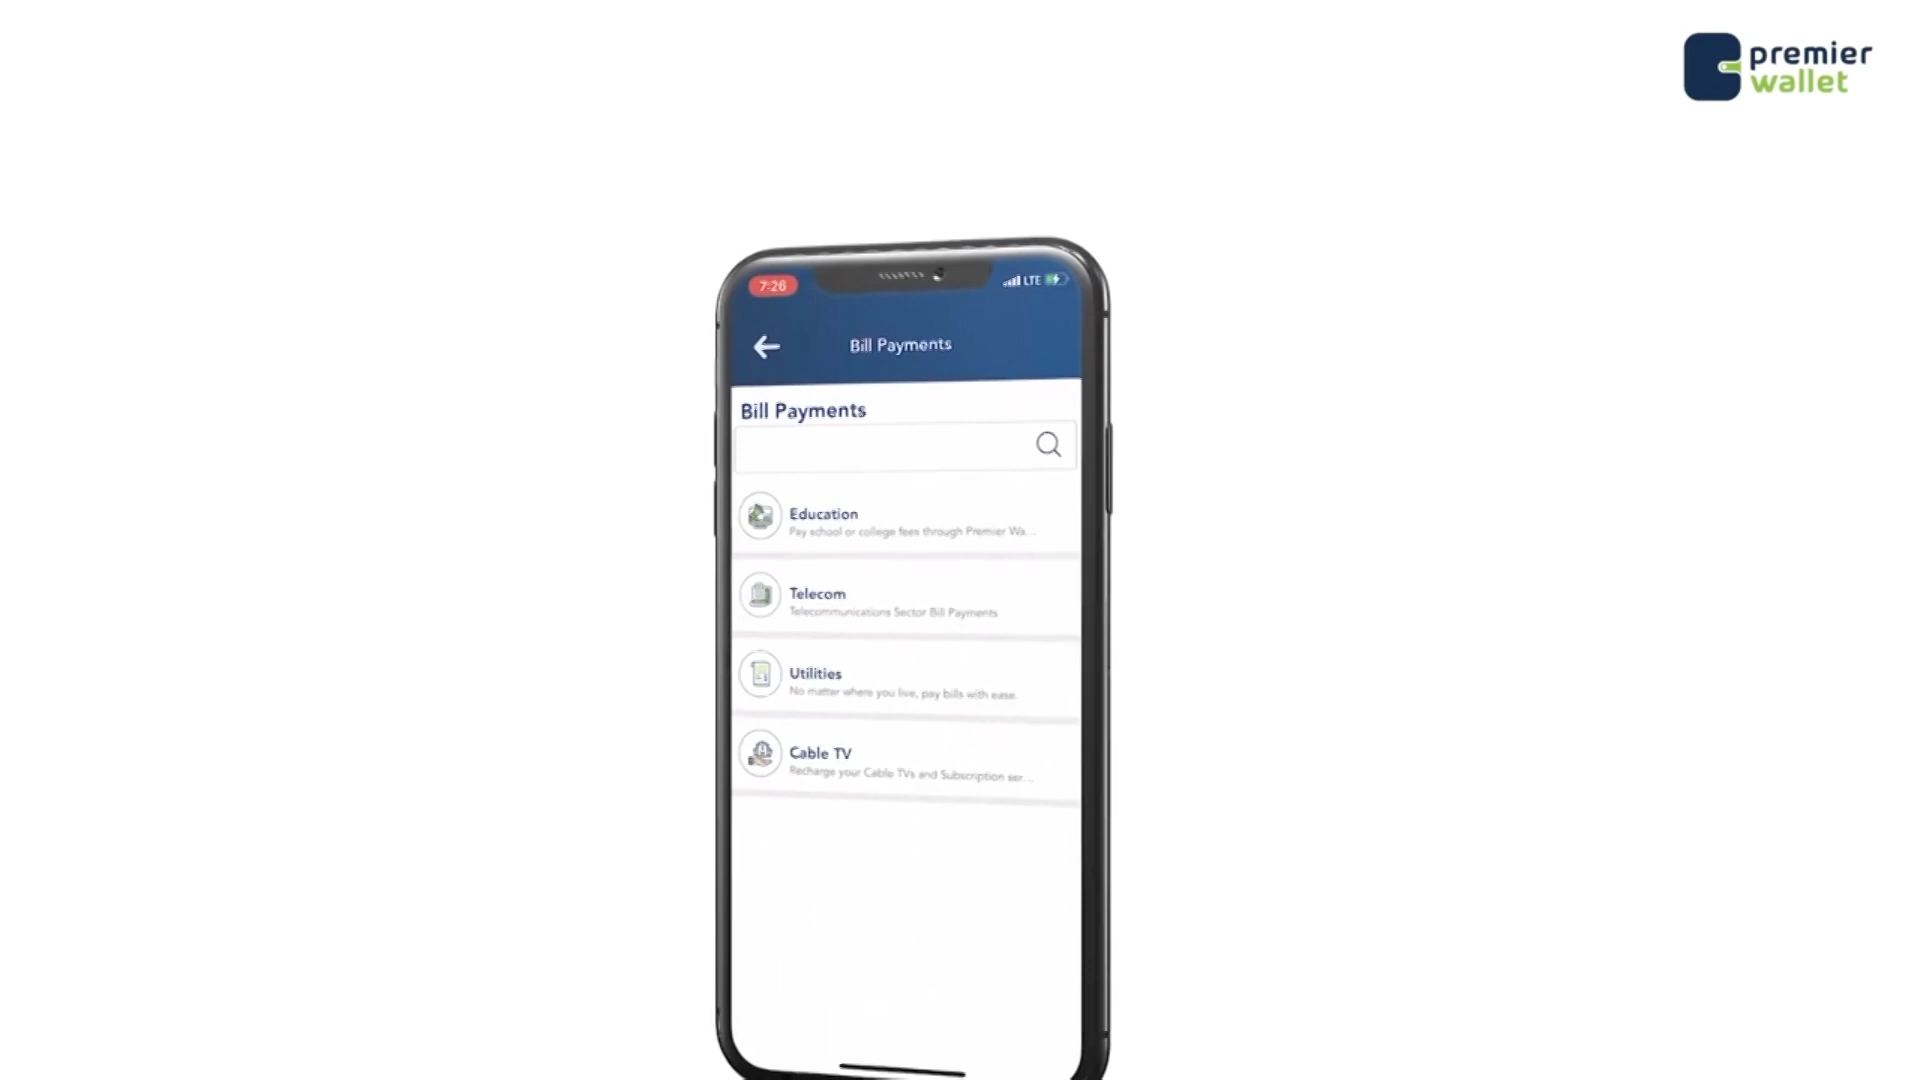 premier
wallet
7:26
LTE
Bill Payments
Bill Payments
Education
Pay school or college fees through Premier Wa...
Telecom
Telecommunications Sector Bill Payments
Utilities
No matter where you live, pay bills with ease.
Cable TV
Recharge your Cable TVs and Subscription ser...